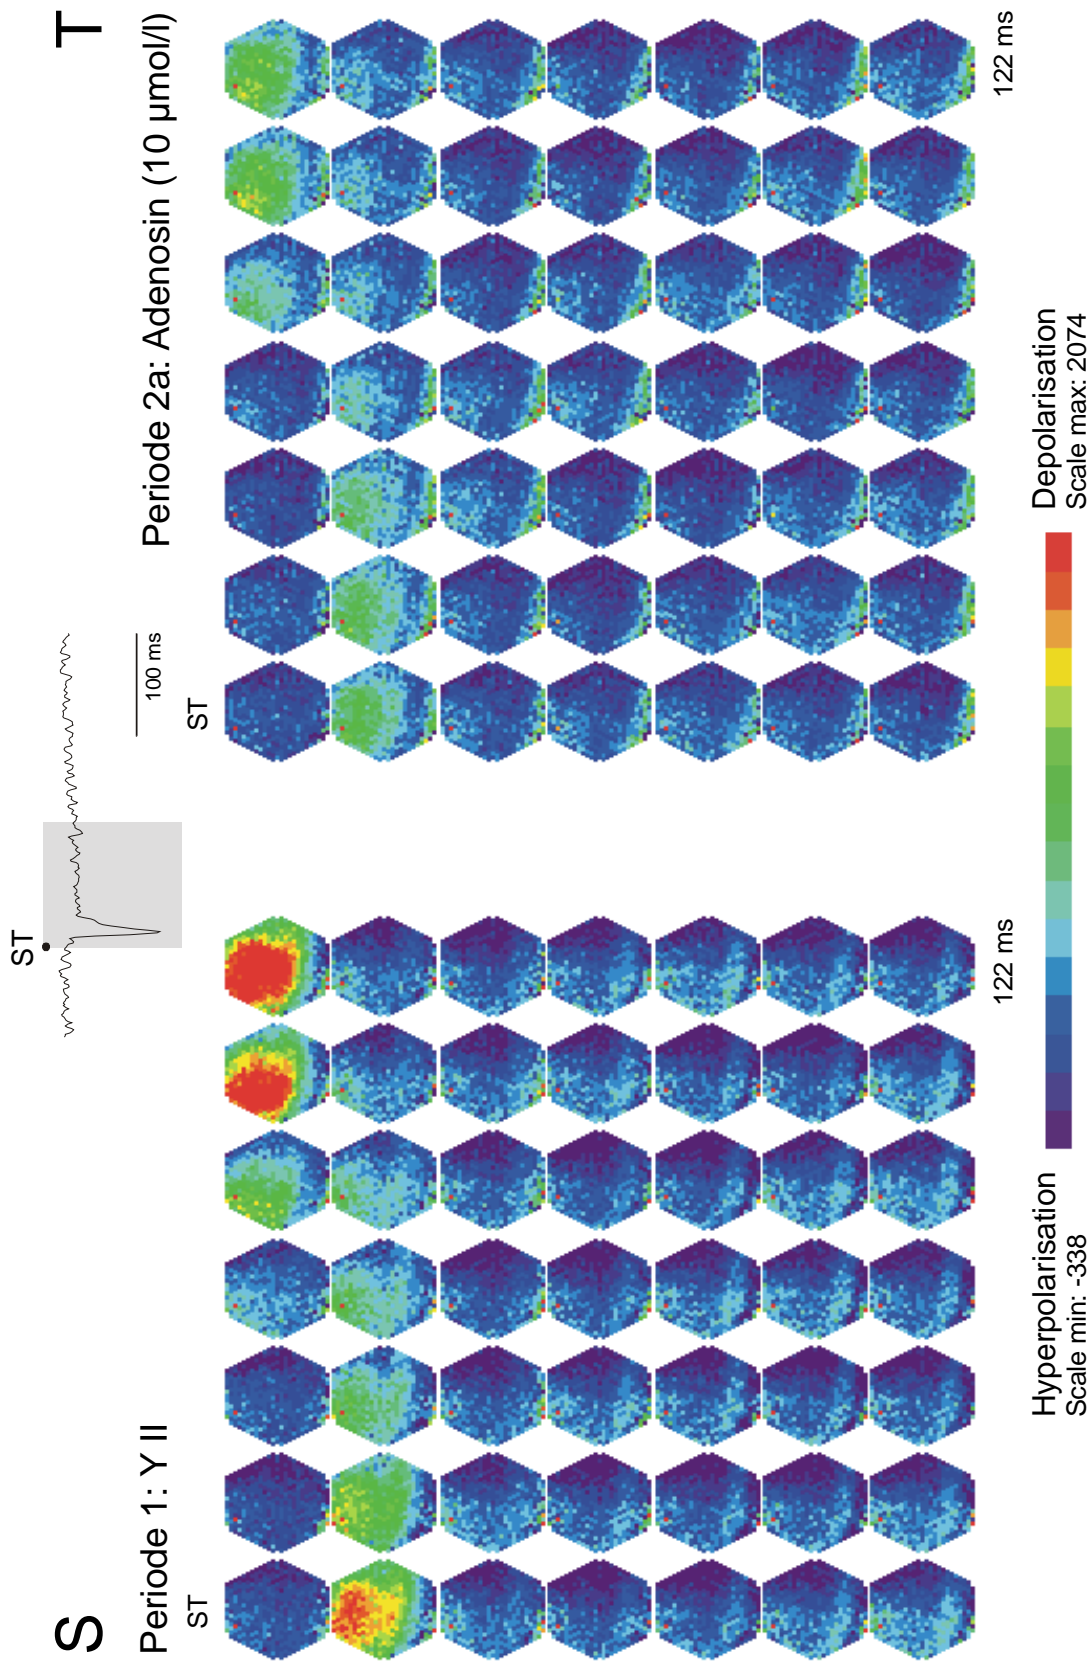 S
Periode 1: Y II
ST
122 ms
ST
100 ms
T
Periode 2a: Adenosin (10 µmol/l)
ST
122 ms
Hyperpolarisation
Scale min: -338
Depolarisation
Scale max: 2074